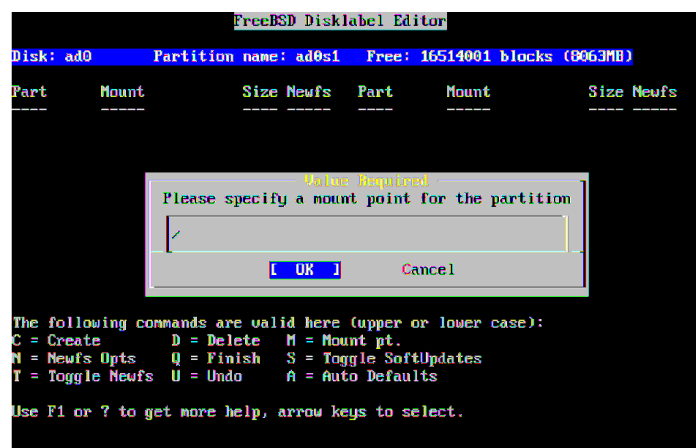 FreeBSD Disklabel Editor
Disk: ad0 Partition name: ad0s1 Free: 16514001 blocks (8063MB)
Part Mount Size Newfs Part Mount Size Newfs
---- ----- ---- ----- ---- ----- ---- -----
Value Required
Please specify a mount point for the partition
/
[ OK ] Cancel
The following commands are valid here (upper or lower case):
C = Create D = Delete M = Mount pt.
N = Newfs Opts Q = Finish S = Toggle SoftUpdates
T = Toggle Newfs U = Undo A = Auto Defaults
Use F1 or ? to get more help, arrow keys to select.